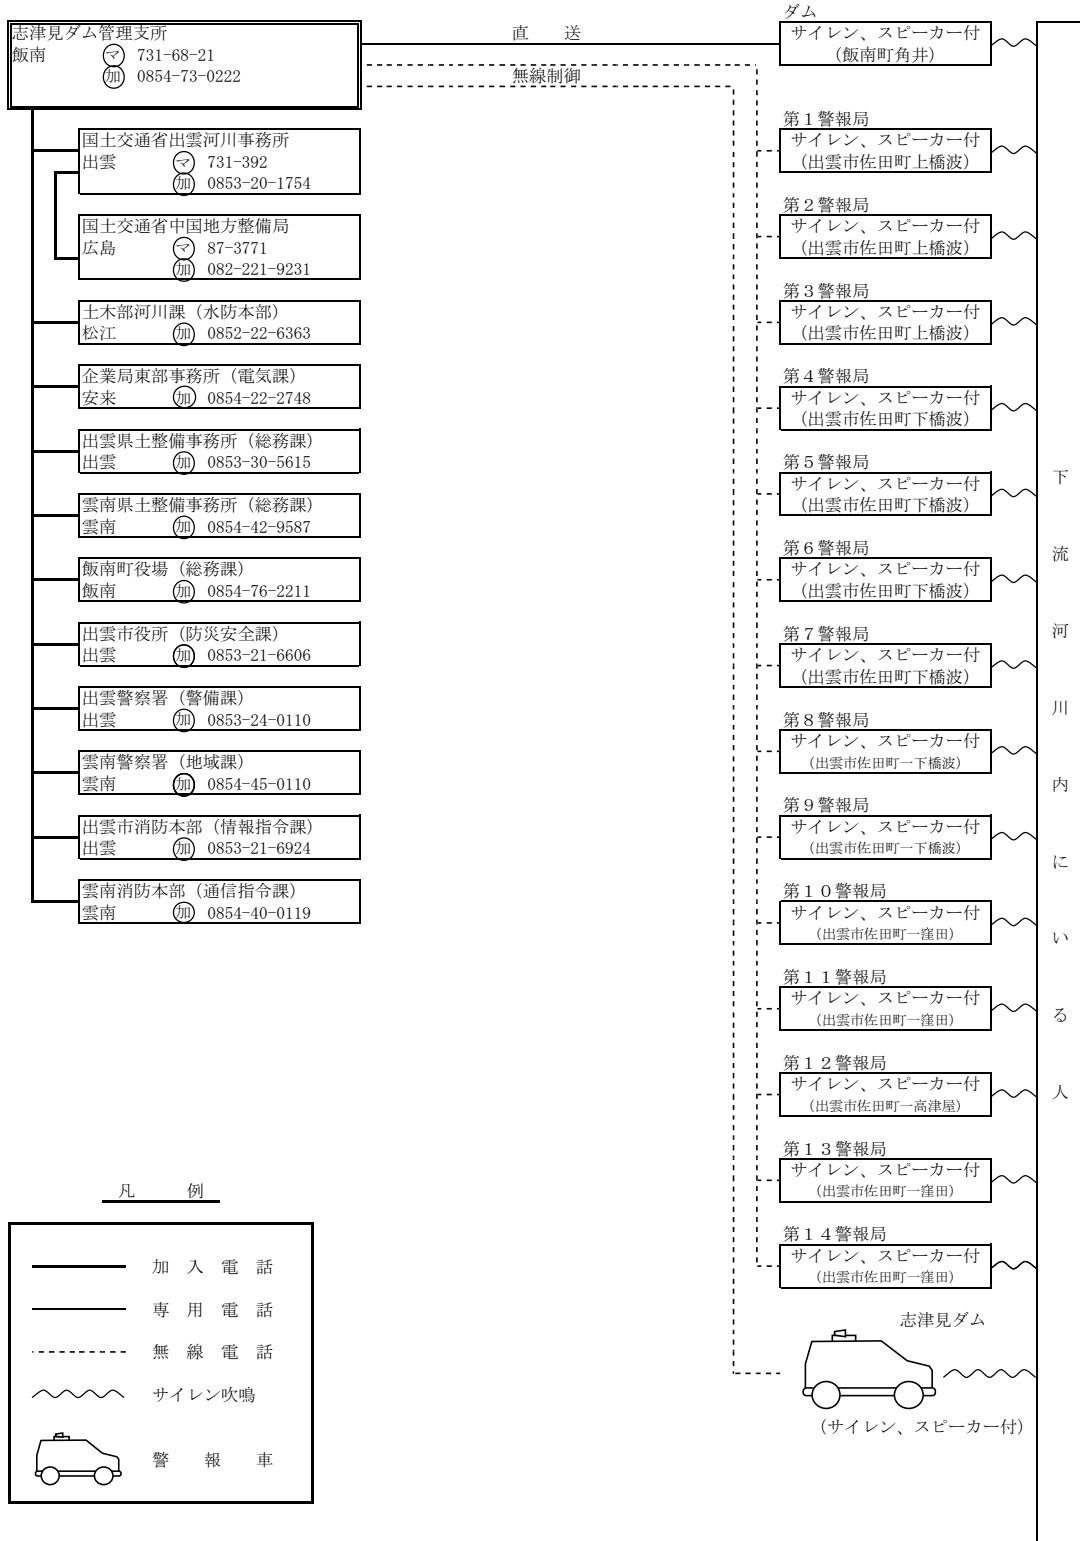 志津見ダム管理支所
飯南 マ 731-68-21
加 0854-73-0222
国土交通省出雲河川事務所
出雲 マ 731-392
加 0853-20-1754
国土交通省中国地方整備局
広島 マ 87-3771
加 082-221-9231
土木部河川課（水防本部）
松江 加 0852-22-6363
企業局東部事務所（電気課）
安来 加 0854-22-2748
出雲県土整備事務所（総務課）
出雲 加 0853-30-5615
雲南県土整備事務所（総務課）
雲南 加 0854-42-9587
飯南町役場（総務課）
飯南 加 0854-76-2211
出雲市役所（防災安全課）
出雲 加 0853-21-6606
出雲警察署（警備課）
出雲 加 0853-24-0110
雲南警察署（地域課）
雲南 加 0854-45-0110
出雲市消防本部（情報指令課）
出雲 加 0853-21-6924
雲南消防本部（通信指令課）
雲南 加 0854-40-0119
直　送
無線制御
ダム
サイレン、スピーカー付
（飯南町角井）
第１警報局
サイレン、スピーカー付
（出雲市佐田町上橋波）
第２警報局
サイレン、スピーカー付
（出雲市佐田町上橋波）
第３警報局
サイレン、スピーカー付
（出雲市佐田町上橋波）
第４警報局
サイレン、スピーカー付
（出雲市佐田町下橋波）
第５警報局
サイレン、スピーカー付
（出雲市佐田町下橋波）
第６警報局
サイレン、スピーカー付
（出雲市佐田町下橋波）
第７警報局
サイレン、スピーカー付
（出雲市佐田町下橋波）
第８警報局
サイレン、スピーカー付
（出雲市佐田町一下橋波）
第９警報局
サイレン、スピーカー付
（出雲市佐田町一下橋波）
第１０警報局
サイレン、スピーカー付
（出雲市佐田町一窪田）
第１１警報局
サイレン、スピーカー付
（出雲市佐田町一窪田）
第１２警報局
サイレン、スピーカー付
（出雲市佐田町一高津屋）
第１３警報局
サイレン、スピーカー付
（出雲市佐田町一窪田）
第１４警報局
サイレン、スピーカー付
（出雲市佐田町一窪田）
志津見ダム
（サイレン、スピーカー付）
下流河川内にいる人
凡　例
加 入 電 話
専 用 電 話
無 線 電 話
サイレン吹鳴
警 報 車